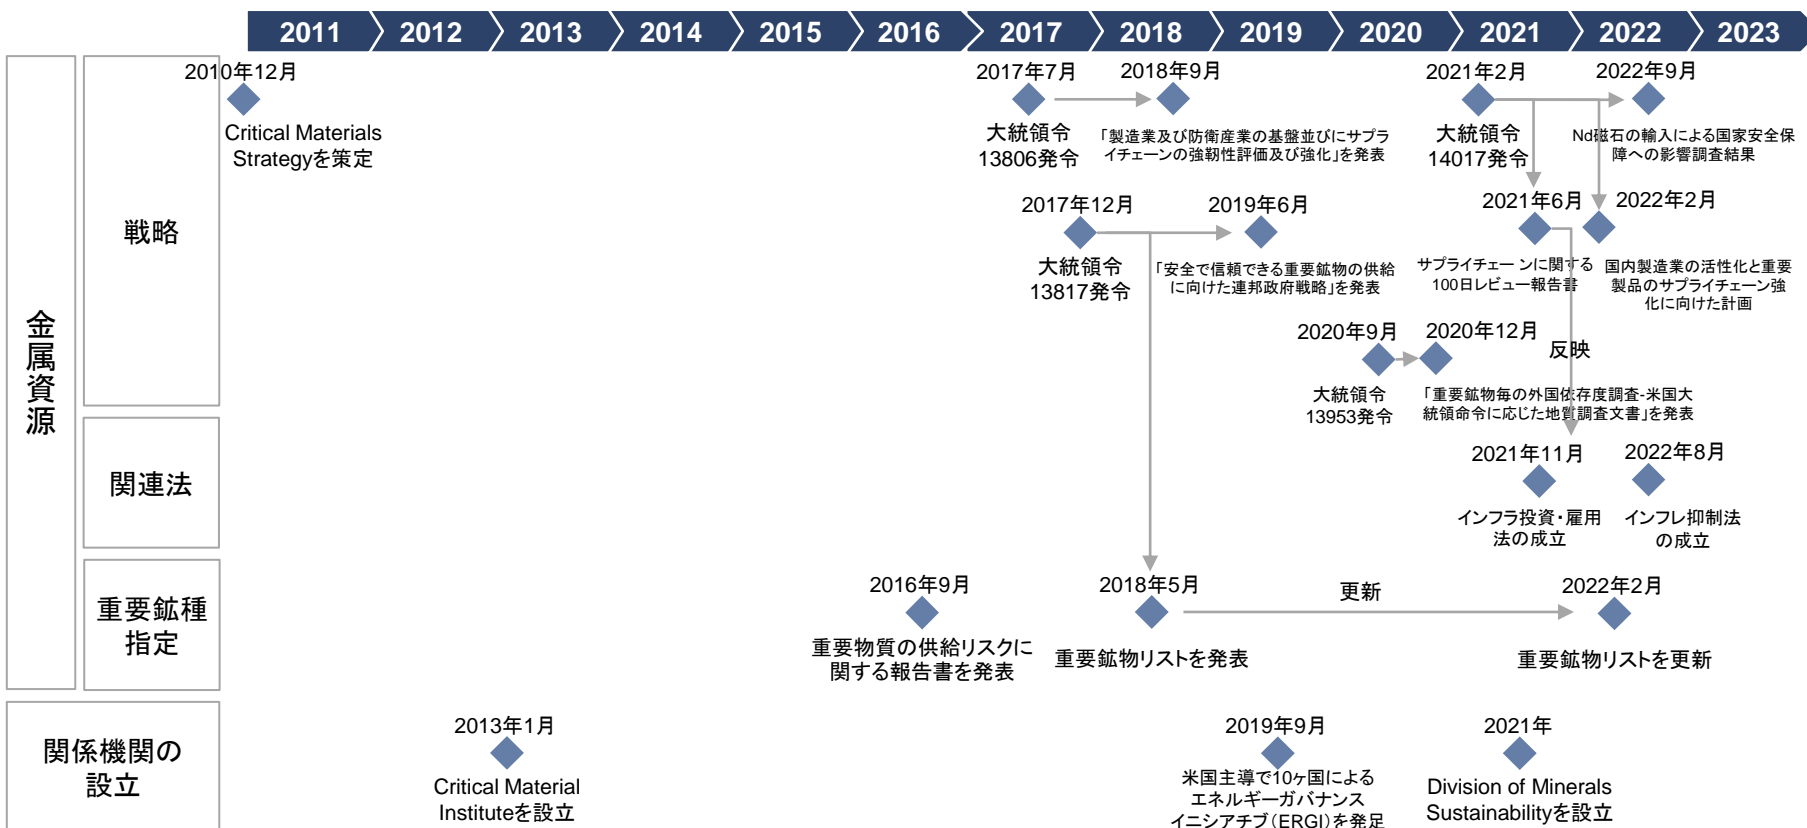 2011 2012 2013 2014 2015 2016 2017 2018 2019 2020 2021 2022 2023
金属資源
戦略
2010年12月
Critical Materials
Strategyを策定
2017年7月
大統領令
13806発令
2018年9月
「製造業及び防衛産業の基盤並びにサプラ
イチェーンの強靭性評価及び強化」を発表
2021年2月
大統領令
14017発令
2022年9月
Nd磁石の輸入による国家安全保
障への影響調査結果
2017年12月
大統領令
13817発令
2019年6月
「安全で信頼できる重要鉱物の供給
に向けた連邦政府戦略」を発表
2021年6月
サプライチェーンに関する
100日レビュー報告書
2022年2月
国内製造業の活性化と重要
製品のサプライチェーン強
化に向けた計画
2020年9月
大統領令
13953発令
2020年12月
「重要鉱物毎の外国依存度調査-米国大
統領命令に応じた地質調査文書」を発表
反映
関連法
2021年11月
インフラ投資・雇用
法の成立
2022年8月
インフレ抑制法
の成立
重要鉱種
指定
2016年9月
重要物質の供給リスクに
関する報告書を発表
2018年5月
重要鉱物リストを発表
更新
2022年2月
重要鉱物リストを更新
関係機関の
設立
2013年1月
Critical Material
Instituteを設立
2019年9月
米国主導で10ヶ国による
エネルギーガバナンス
イニシアチブ(ERGI)を発足
2021年
Division of Minerals
Sustainabilityを設立